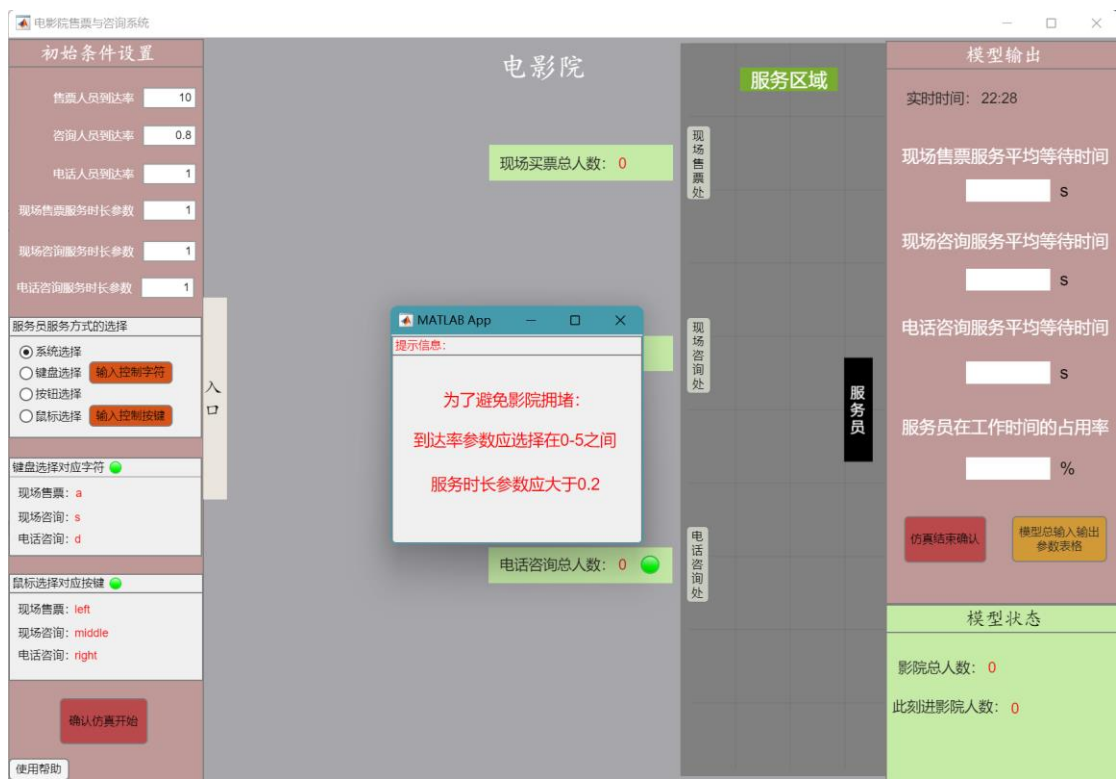 电影院售票与咨询系统
初始条件设置
售票人员到达率 10
咨询人员到达率 0.8
电话人员到达率 1
现场售票服务时长参数 1
现场咨询服务时长参数 1
电话咨询服务时长参数 1
服务员服务方式的选择
系统选择
键盘选择 输入控制字符
按钮选择
鼠标选择 输入控制按键
键盘选择对应字符
现场售票：a
现场咨询：s
电话咨询：d
鼠标选择对应按键
现场售票：left
现场咨询：middle
电话咨询：right
确认仿真开始
使用帮助
入口
电影院
现场买票总人数：0
MATLAB App
提示信息：
为了避免影院拥堵：
到达率参数应选择在0-5之间
服务时长参数应大于0.2
电话咨询总人数：0
服务区域
现场售票处
现场咨询处
电话咨询处
服务员
模型输出
实时时间：22:28
现场售票服务平均等待时间
s
现场咨询服务平均等待时间
s
电话咨询服务平均等待时间
s
服务员在工作时间的占用率
%
仿真结束确认
模型总输入输出
参数表格
模型状态
影院总人数：0
此刻进影院人数：0